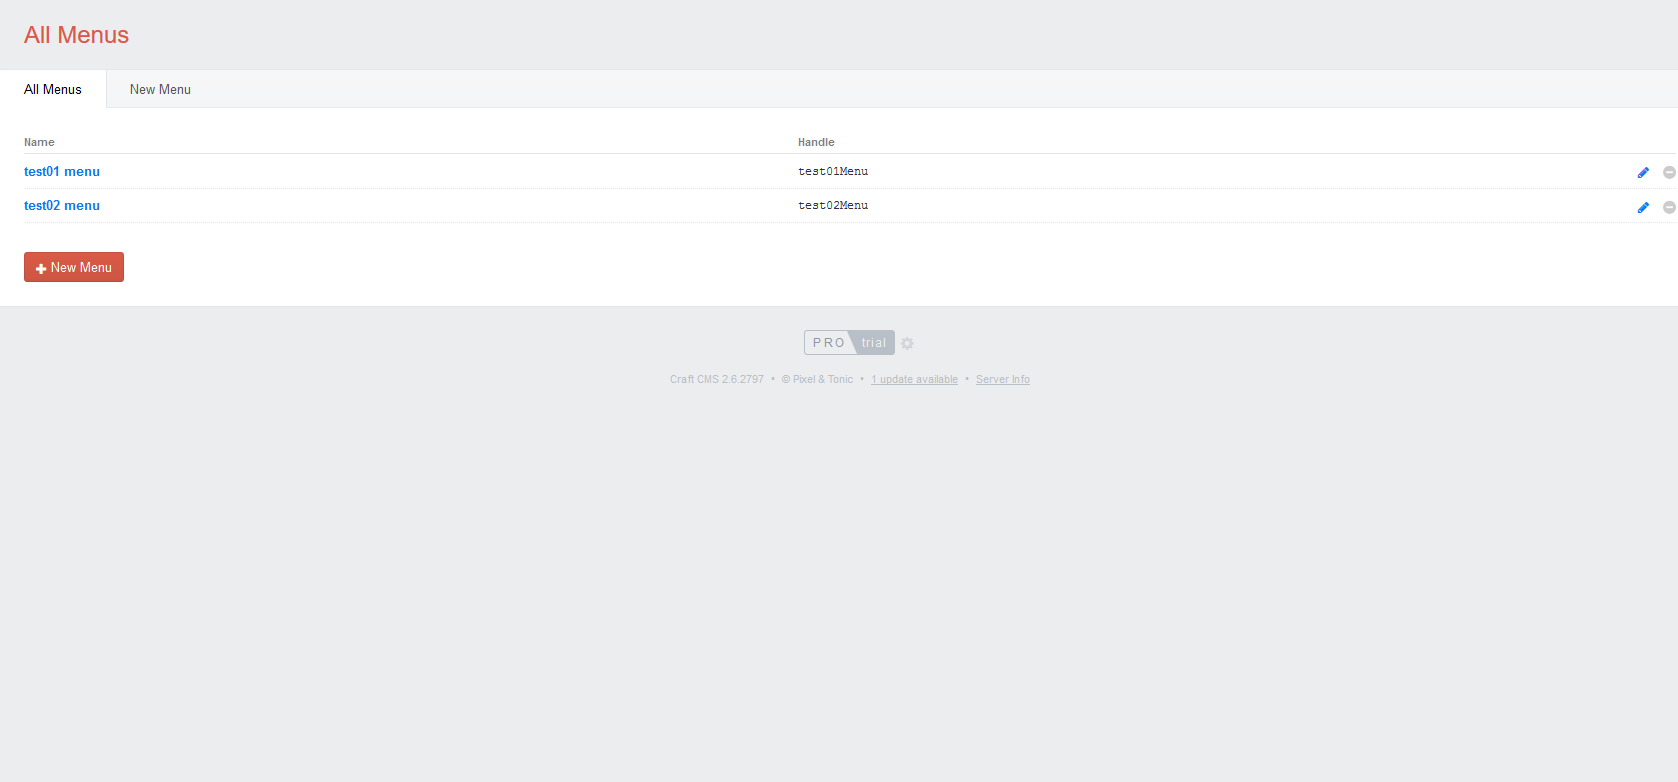 All Menus
All Menus New Menu
Name Handle
test01 menu test01Menu
test02 menu test02Menu
New Menu
PRO trial
Craft CMS 2.6.2797 • © Pixel & Tonic • 1 update available • Server Info